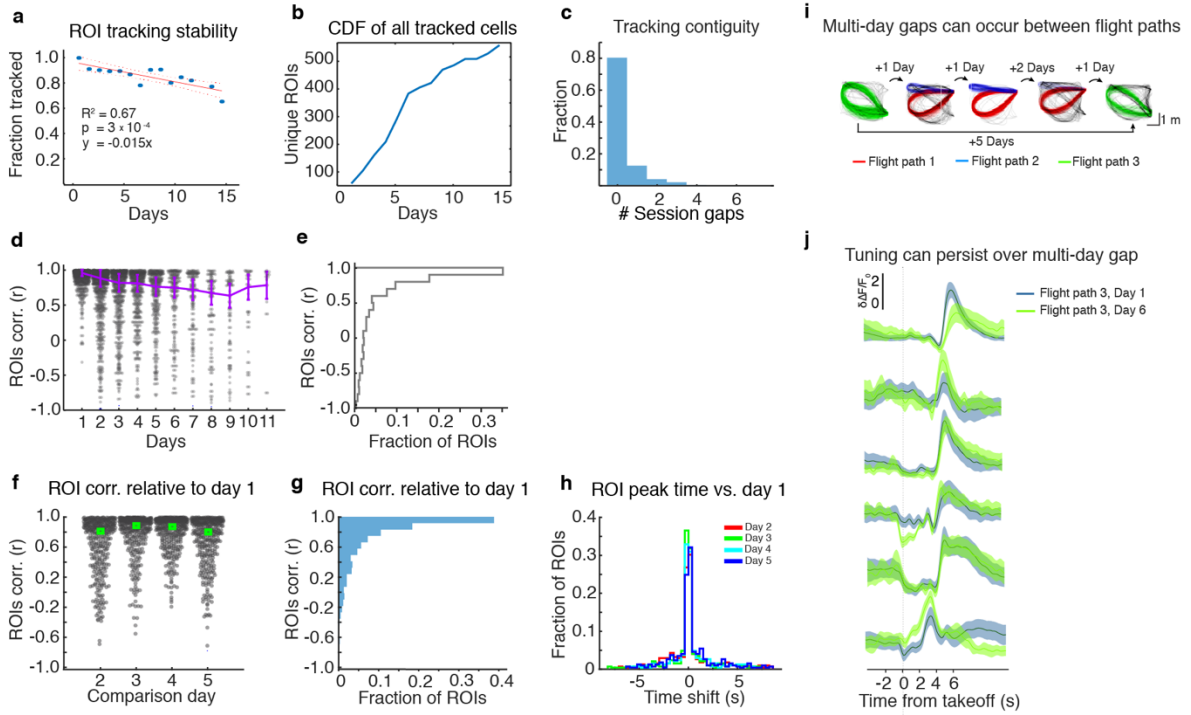 a
ROI tracking stability
Fraction tracked
1.0
0.8
0.6
0.4
0.2
R² = 0.67
p = 3 x 10⁻⁴
y = -0.015x
0
5
10
15
Days
b
CDF of all tracked cells
Unique ROIs
500
400
300
200
100
0
5
10
15
Days
c
Tracking contiguity
Fraction
0.8
0.6
0.4
0.2
0
2
4
6
# Session gaps
i
Multi-day gaps can occur between flight paths
+1 Day
+1 Day
+2 Days
+1 Day
1 m
+5 Days
Flight path 1
Flight path 2
Flight path 3
d
ROIs corr. (r)
1.0
0.5
0
-0.5
-1.0
1 2 3 4 5 6 7 8 9 10 11
Days
e
ROIs corr. (r)
1.0
0.5
0
-0.5
-1.0
0
0.1
0.2
0.3
Fraction of ROIs
j
Tuning can persist over multi-day gap
δΔF/F₀
2
0
Flight path 3, Day 1
Flight path 3, Day 6
-2 0 2 4 6
Time from takeoff (s)
f
ROI corr. relative to day 1
ROIs corr. (r)
1.0
0.6
0.2
-0.2
-0.6
-1.0
2 3 4 5
Comparison day
g
ROI corr. relative to day 1
ROIs corr. (r)
1.0
0.6
0.2
-0.2
-0.6
-1.0
0 0.1 0.2 0.3 0.4
Fraction of ROIs
h
ROI peak time vs. day 1
Fraction of ROIs
0.4
0.3
0.2
0.1
0.0
Day 2
Day 3
Day 4
Day 5
-5
0
5
Time shift (s)